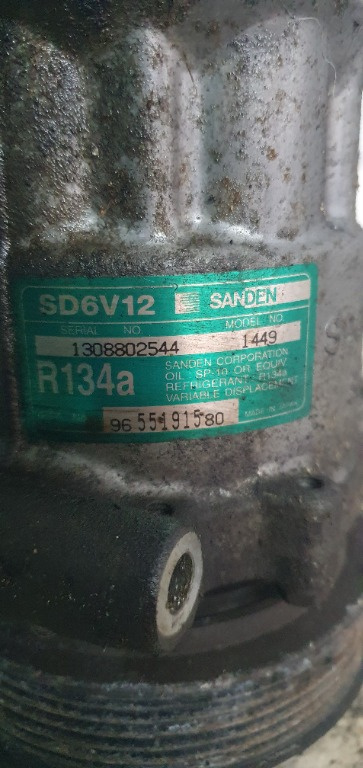 SD6V12 SANDEN
SERIAL NO. MODEL NO.
1308802544 1449
R134a
SANDEN CORPORATION
OIL SP-10 OR EQUIV
REFRIGERANT R134a
VARIABLE DISPLACEMENT
96 551915 80
MADE IN